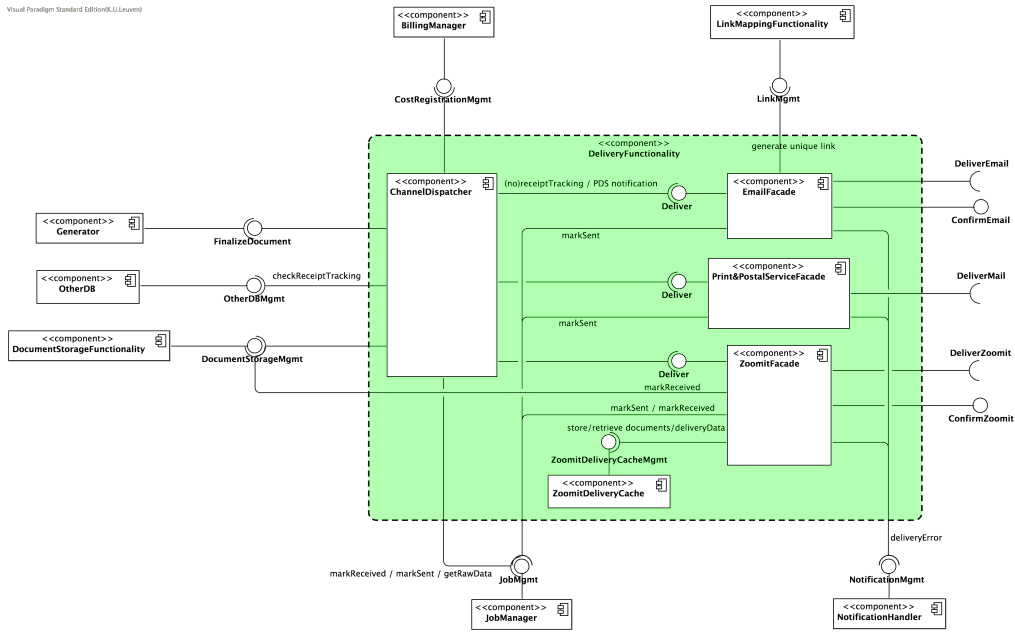 Visual Paradigm Standard Edition(K.U.Leuven)
<<component>>
BillingManager
<<component>>
LinkMappingFunctionality
CostRegistrationMgmt
LinkMgmt
<<component>>
DeliveryFunctionality
generate unique link
<<component>>
ChannelDispatcher
(no)receiptTracking / PDS notification
Deliver
<<component>>
EmailFacade
DeliverEmail
ConfirmEmail
<<component>>
Generator
FinalizeDocument
markSent
<<component>>
OtherDB
checkReceiptTracking
OtherDBMgmt
Deliver
<<component>>
Print&PostalServiceFacade
DeliverMail
markSent
<<component>>
DocumentStorageFunctionality
DocumentStorageMgmt
Deliver
<<component>>
ZoomitFacade
DeliverZoomit
markReceived
markSent / markReceived
ConfirmZoomit
store/retrieve documents/deliveryData
ZoomitDeliveryCacheMgmt
<<component>>
ZoomitDeliveryCache
deliveryError
markReceived / markSent / getRawData
JobMgmt
NotificationMgmt
<<component>>
JobManager
<<component>>
NotificationHandler